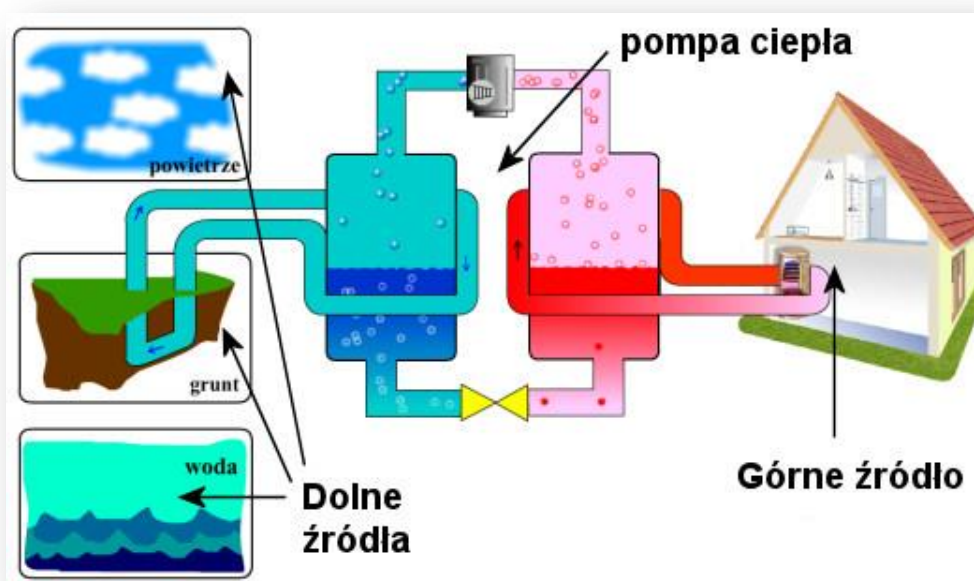 pompa ciepła
powietrze
grunt
woda
Dolne
źródła
Górne źródło